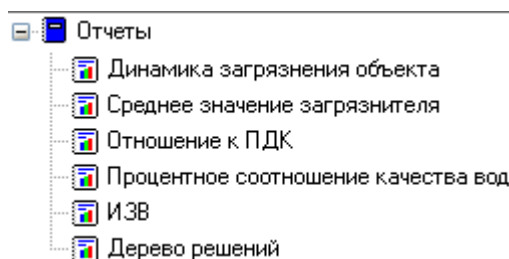 Отчеты
Динамика загрязнения объекта
Среднее значение загрязнителя
Отношение к ПДК
Процентное соотношение качества вод
ИЗВ
Дерево решений